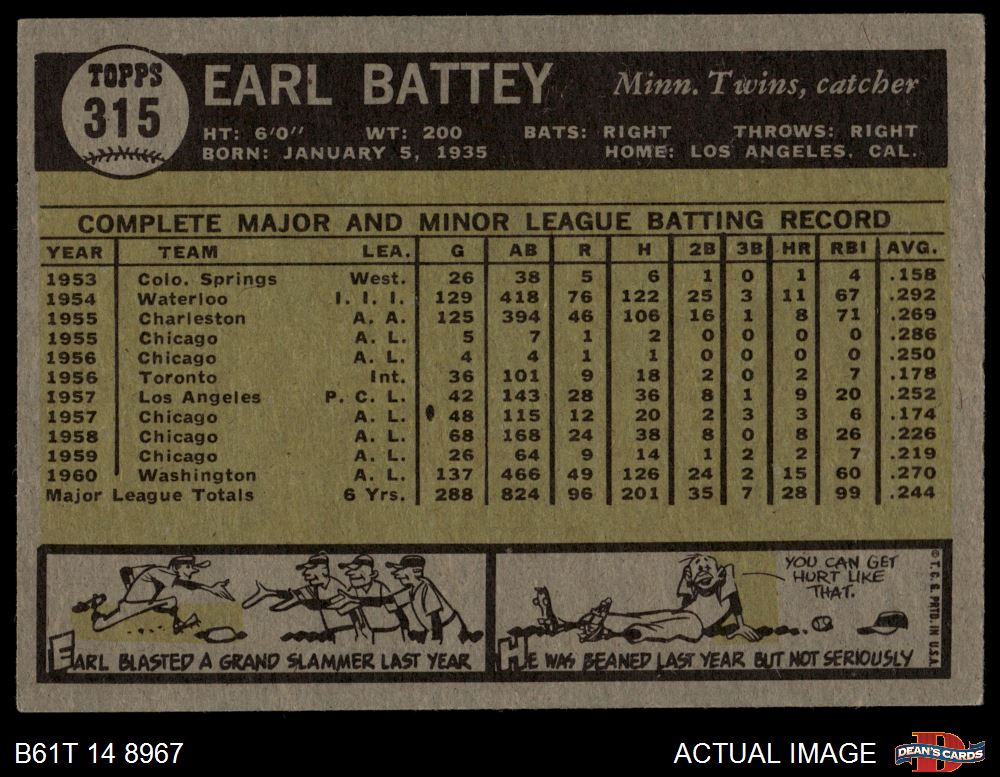 TOPPS
315
EARL BATTEY Minn. Twins, catcher
HT: 6'0" WT: 200 BATS: RIGHT THROWS: RIGHT
BORN: JANUARY 5, 1935 HOME: LOS ANGELES, CAL.
COMPLETE MAJOR AND MINOR LEAGUE BATTING RECORD
YEAR TEAM LEA. G AB R H 2B 3B HR RBI AVG.
1953 Colo. Springs West. 26 38 5 6 1 0 1 4 .158
1954 Waterloo I. I. I. 129 418 76 122 25 3 11 67 .292
1955 Charleston A. A. 125 394 46 106 16 1 8 71 .269
1955 Chicago A. L. 5 7 1 2 0 0 0 0 .286
1956 Chicago A. L. 4 4 1 1 0 0 0 0 .250
1956 Toronto Int. 36 101 9 18 2 0 2 7 .178
1957 Los Angeles P. C. L. 42 143 28 36 8 1 9 20 .252
1957 Chicago A. L. 48 115 12 20 2 3 3 6 .174
1958 Chicago A. L. 68 168 24 38 8 0 8 26 .226
1959 Chicago A. L. 26 64 9 14 1 2 2 7 .219
1960 Washington A. L. 137 466 49 126 24 2 15 60 .270
Major League Totals 6 Yrs. 288 824 96 201 35 7 28 99 .244
YOU CAN GET
HURT LIKE
THAT.
EARL BLASTED A GRAND SLAMMER LAST YEAR
HE WAS BEANED LAST YEAR BUT NOT SERIOUSLY
© T. C. G. PRTD. IN U.S.A.
B61T 14 8967 ACTUAL IMAGE
DEAN'S CARDS